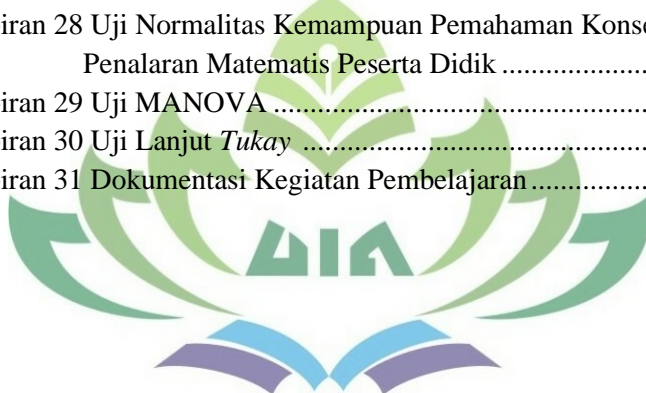 iran 28 Uji Normalitas Kemampuan Pemahaman Konse
Penalaran Matematis Peserta Didik ..................
iran 29 Uji MANOVA ..................................................
iran 30 Uji Lanjut Tukay ..............................................
iran 31 Dokumentasi Kegiatan Pembelajaran ...............
UIN